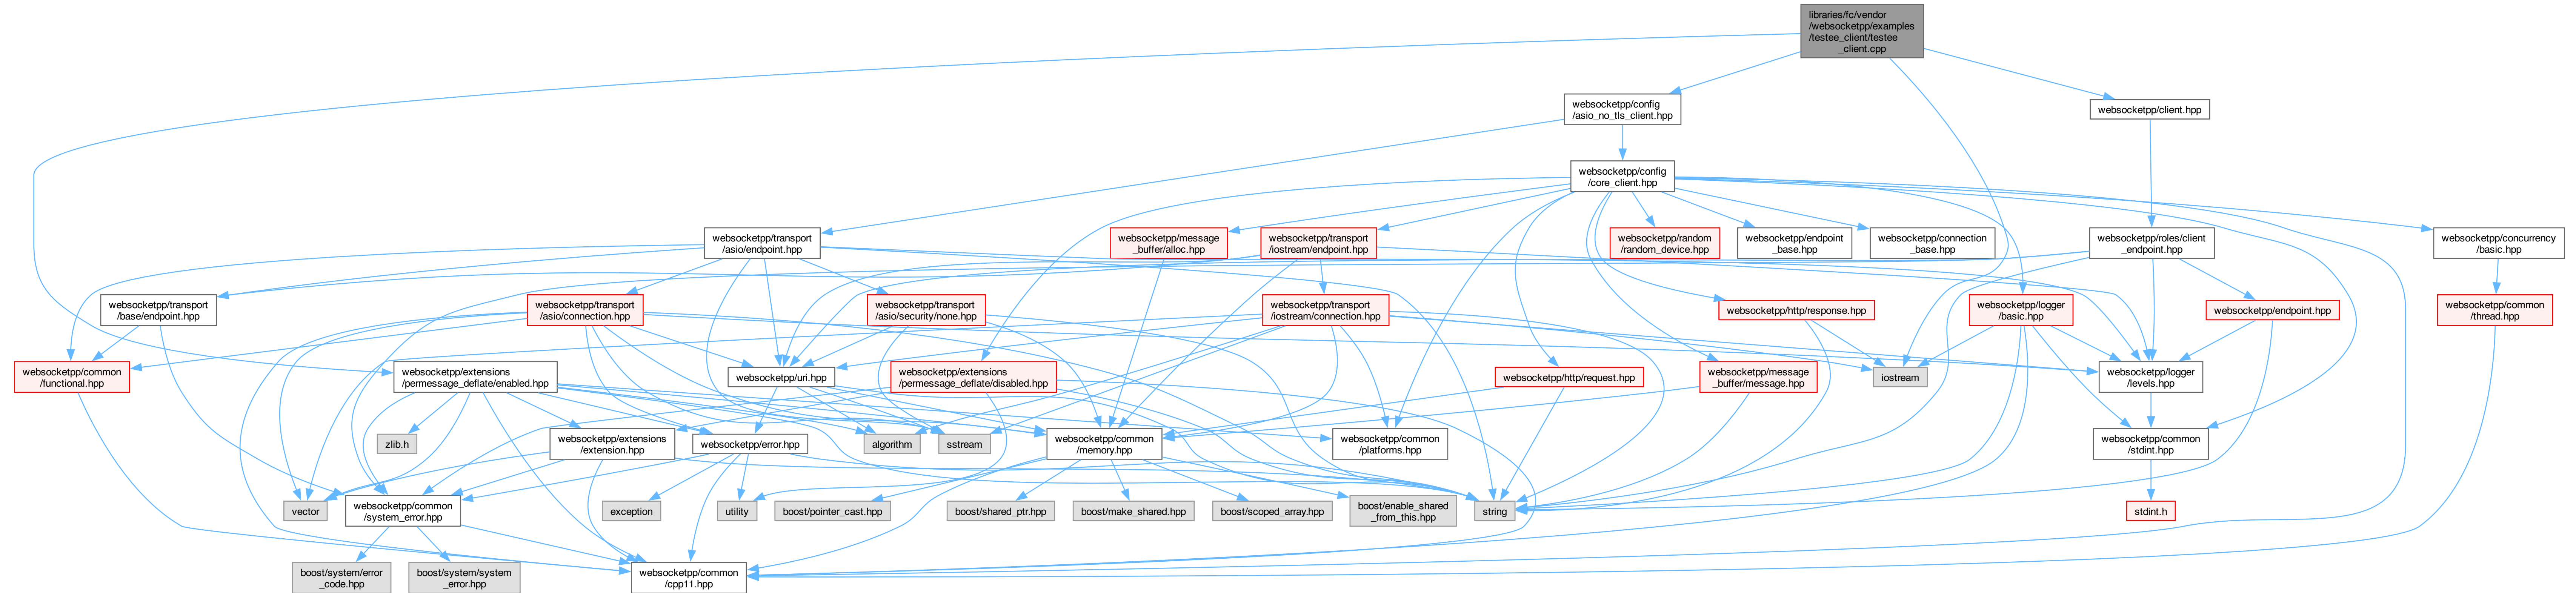 libraries/fc/vendor
/websocketpp/examples
/testee_client/testee
_client.cpp
websocketpp/config
/asio_no_tls_client.hpp
websocketpp/client.hpp
websocketpp/config
/core_client.hpp
websocketpp/transport
/asio/endpoint.hpp
websocketpp/message
_buffer/alloc.hpp
websocketpp/transport
/iostream/endpoint.hpp
websocketpp/random
/random_device.hpp
websocketpp/endpoint
_base.hpp
websocketpp/connection
_base.hpp
websocketpp/roles/client
_endpoint.hpp
websocketpp/concurrency
/basic.hpp
websocketpp/transport
/base/endpoint.hpp
websocketpp/transport
/asio/connection.hpp
websocketpp/transport
/asio/security/none.hpp
websocketpp/transport
/iostream/connection.hpp
websocketpp/http/response.hpp
websocketpp/logger
/basic.hpp
websocketpp/endpoint.hpp
websocketpp/common
/thread.hpp
websocketpp/common
/functional.hpp
websocketpp/extensions
/permessage_deflate/enabled.hpp
websocketpp/uri.hpp
websocketpp/extensions
/permessage_deflate/disabled.hpp
websocketpp/http/request.hpp
websocketpp/message
_buffer/message.hpp
iostream
websocketpp/logger
/levels.hpp
zlib.h
websocketpp/extensions
/extension.hpp
websocketpp/error.hpp
algorithm
sstream
websocketpp/common
/memory.hpp
websocketpp/common
/platforms.hpp
websocketpp/common
/stdint.hpp
vector
websocketpp/common
/system_error.hpp
exception
utility
boost/pointer_cast.hpp
boost/shared_ptr.hpp
boost/make_shared.hpp
boost/scoped_array.hpp
boost/enable_shared
_from_this.hpp
string
stdint.h
boost/system/error
_code.hpp
boost/system/system
_error.hpp
websocketpp/common
/cpp11.hpp